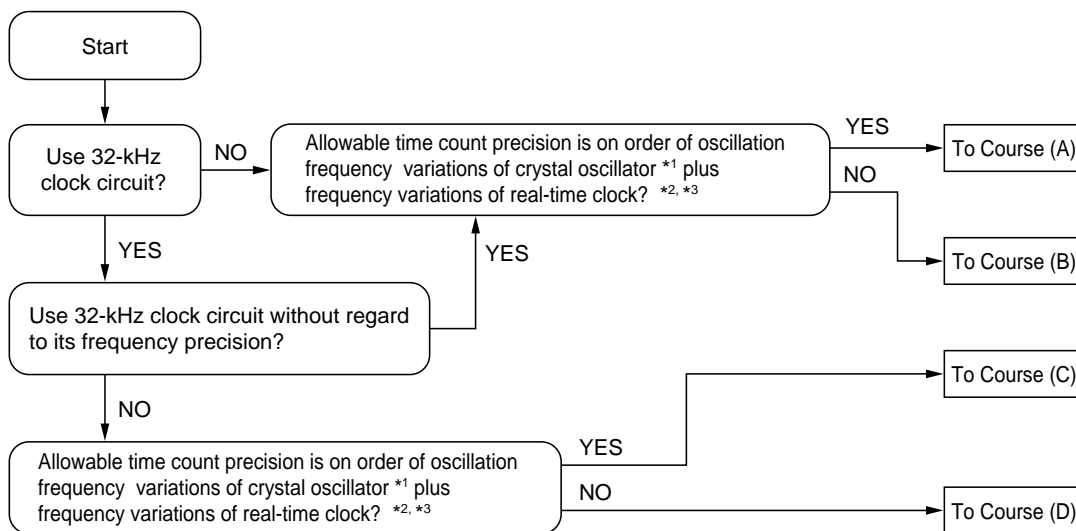 Start
Use 32-kHz
clock circuit?
NO
Allowable time count precision is on order of oscillation
frequency variations of crystal oscillator *1 plus
frequency variations of real-time clock? *2, *3
YES
To Course (A)
NO
To Course (B)
YES
YES
Use 32-kHz clock circuit without regard
to its frequency precision?
NO
To Course (C)
Allowable time count precision is on order of oscillation
frequency variations of crystal oscillator *1 plus
frequency variations of real-time clock? *2, *3
YES
NO
To Course (D)